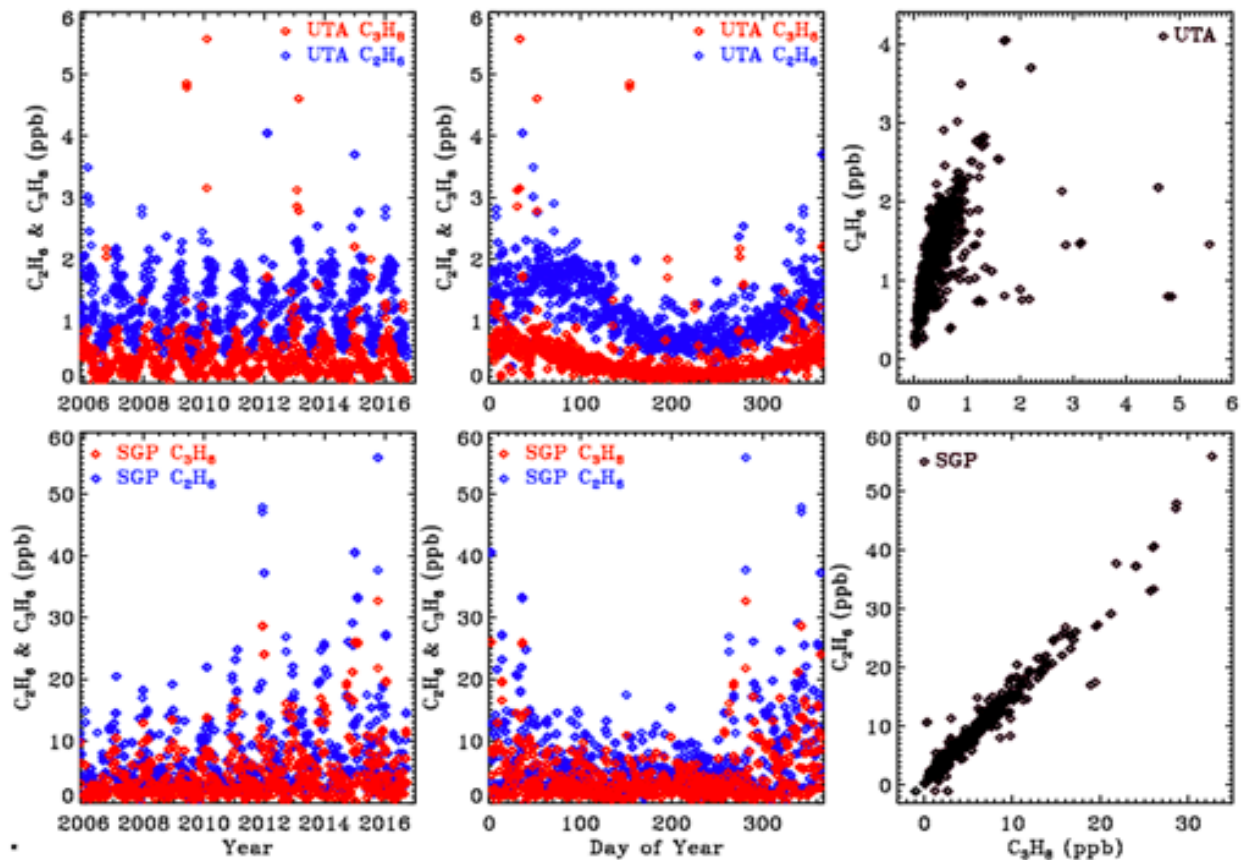 UTA C₃H₈
UTA C₂H₆
C₂H₆ & C₃H₈ (ppb)
6
5
4
3
2
1
0
2006 2008 2010 2012 2014 2016
UTA C₃H₈
UTA C₂H₆
C₂H₆ & C₃H₈ (ppb)
0 100 200 300
UTA
C₂H₆ (ppb)
4
3
2
1
0
0 1 2 3 4 5 6
SGP C₃H₈
SGP C₂H₆
C₂H₆ & C₃H₈ (ppb)
60
50
40
30
20
10
0
2006 2008 2010 2012 2014 2016
Year
SGP C₃H₈
SGP C₂H₆
C₂H₆ & C₃H₈ (ppb)
0 100 200 300
Day of Year
SGP
C₂H₆ (ppb)
60
50
40
30
20
10
0
0 10 20 30
C₃H₈ (ppb)